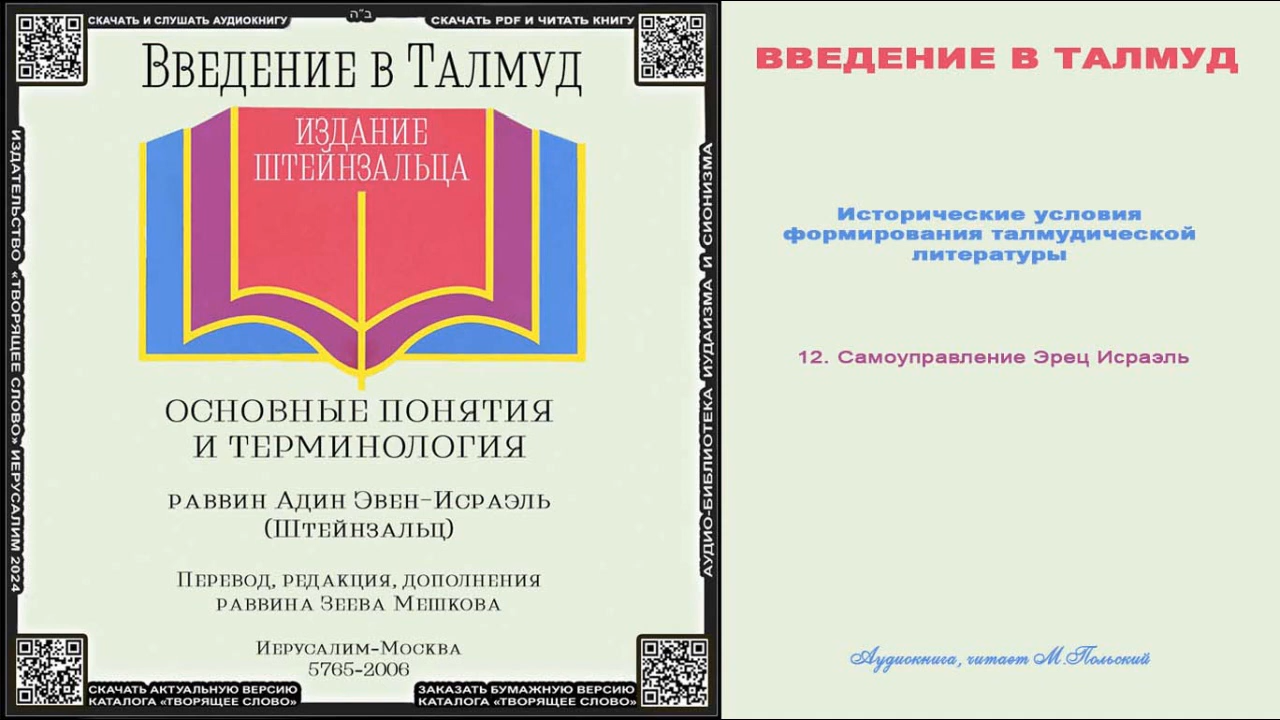 СКАЧАТЬ И СЛУШАТЬ АУДИОКНИГУ
ב"ה
СКАЧАТЬ PDF И ЧИТАТЬ КНИГУ
Введение в Талмуд
ИЗДАНИЕ
ШТЕЙНЗАЛЬЦА
ОСНОВНЫЕ ПОНЯТИЯ
И ТЕРМИНОЛОГИЯ
раввин Адин Эвен-Исраэль
(Штейнзальц)
Перевод, редакция, дополнения
раввина Зеева Мешкова
Иерусалим-Москва
5765-2006
ИЗДАТЕЛЬСТВО «ТВОРЯЩЕЕ СЛОВО» ИЕРУСАЛИМ 2024
АУДИО-БИБЛИОТЕКА ИУДАИЗМА И СИОНИЗМА
СКАЧАТЬ АКТУАЛЬНУЮ ВЕРСИЮ
КАТАЛОГА «ТВОРЯЩЕЕ СЛОВО»
ЗАКАЗАТЬ БУМАЖНУЮ ВЕРСИЮ
КАТАЛОГА «ТВОРЯЩЕЕ СЛОВО»
ВВЕДЕНИЕ В ТАЛМУД
Исторические условия
формирования талмудической
литературы
12. Самоуправление Эрец Исраэль
Аудиокнига, читает М.Польский